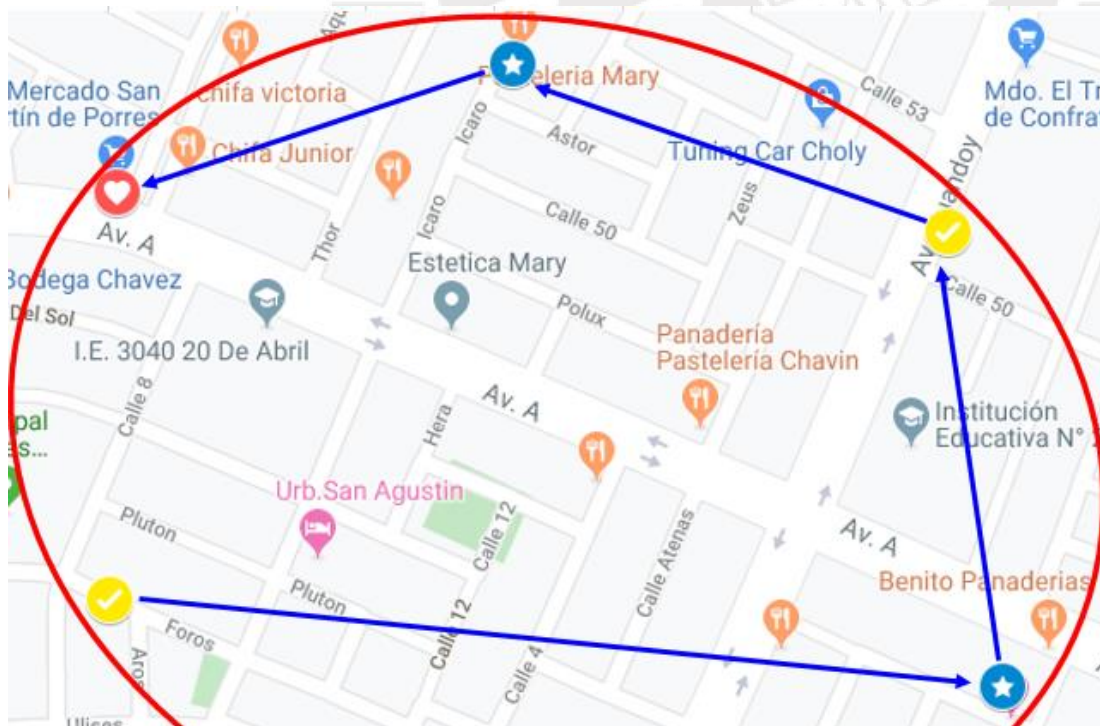 Calle 53
Mercado San
tín de Porres
Chifa victoria
Icaro
Pasteleria Mary
Mdo. El Tr
de Confra
Chifa Junior
Astor
Tuning Car Choly
Zeus
Calle 50
Icaro
Thor
Av. A
Estetica Mary
Bodega Chavez
Calle 50
Del Sol
Polux
I.E. 3040 20 De Abril
Panadería
Pastelería Chavin
Calle 8
Hera
Av. A
Institución
Educativa N°
Urb.San Agustin
Pluton
Calle 12
Calle Atenas
Av. A
Benito Panaderias
Pluton
Foros
Calle 12
Calle 4
Aros
Ulises